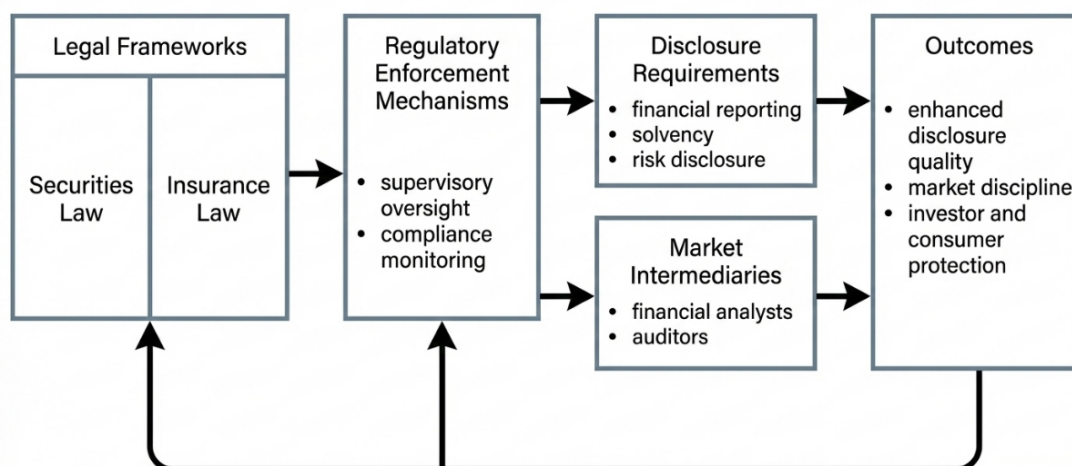 Legal Frameworks
Securities
Law
Insurance
Law
Regulatory
Enforcement
Mechanisms
• supervisory
oversight
• compliance
monitoring
Disclosure
Requirements
• financial reporting
• solvency
• risk disclosure
Market
Intermediaries
• financial analysts
• auditors
Outcomes
• enhanced
disclosure
quality
• market discipline
• investor and
consumer
protection